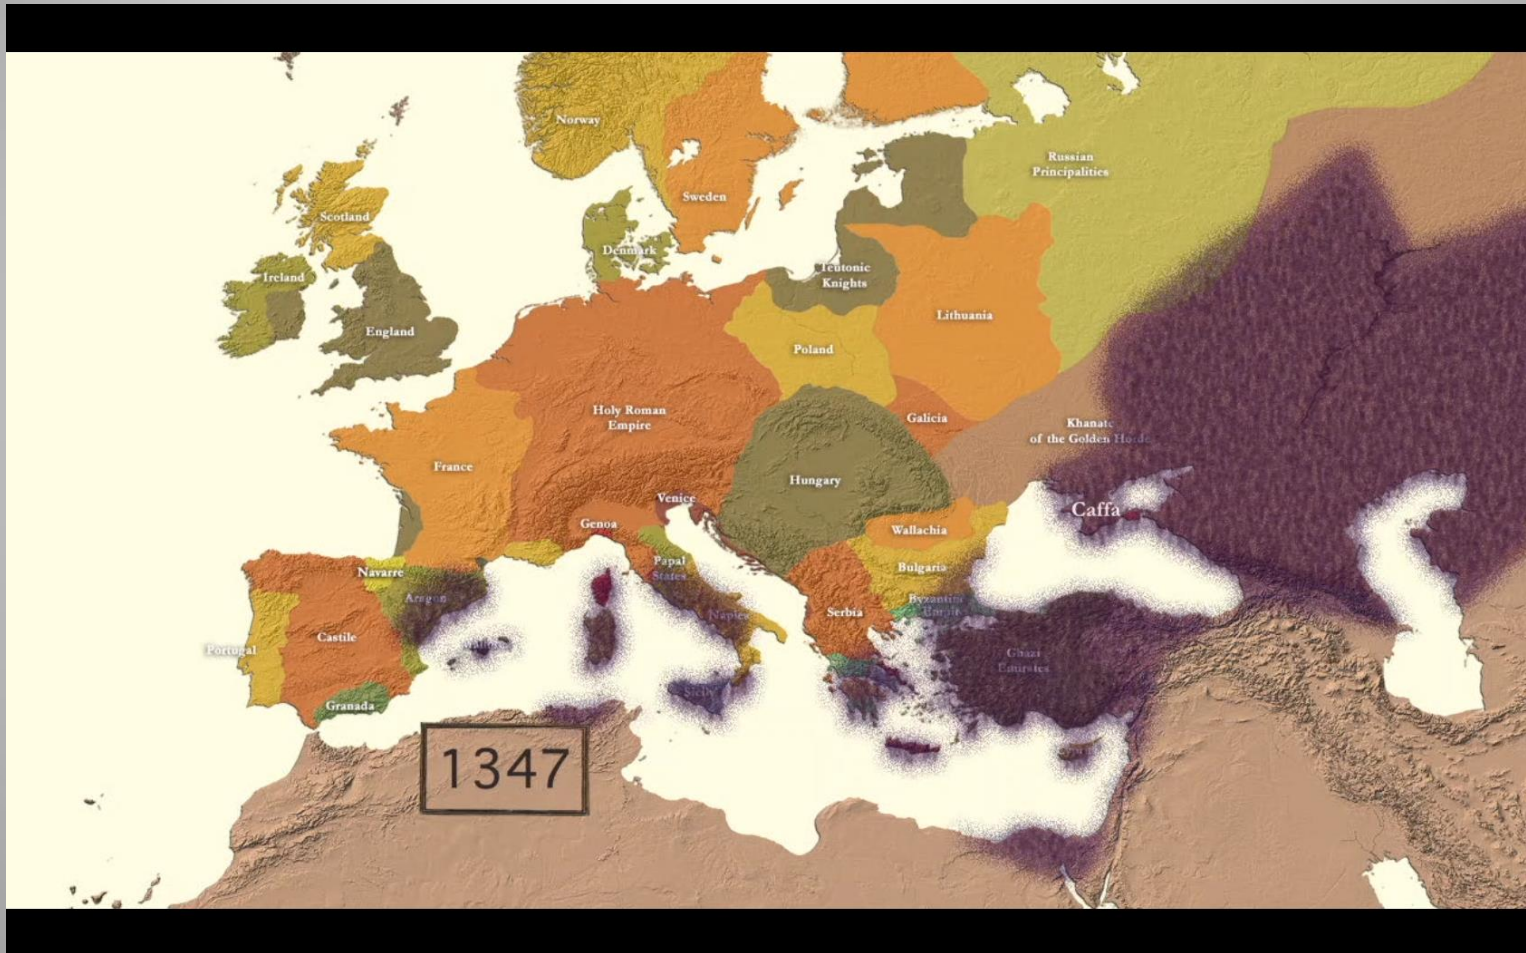 Norway
Sweden
Russian
Principalities
Scotland
Denmark
Ireland
Teutonic
Knights
England
Lithuania
Poland
Holy Roman
Empire
Galicia
Khanate
of the Golden Horde
France
Hungary
Venice
Caffa
Genoa
Wallachia
Navarre
Papal
States
Bulgaria
Aragon
Byzantine
Empire
Naples
Serbia
Castile
Portugal
Ghazi
Emirates
Sicily
Granada
1347